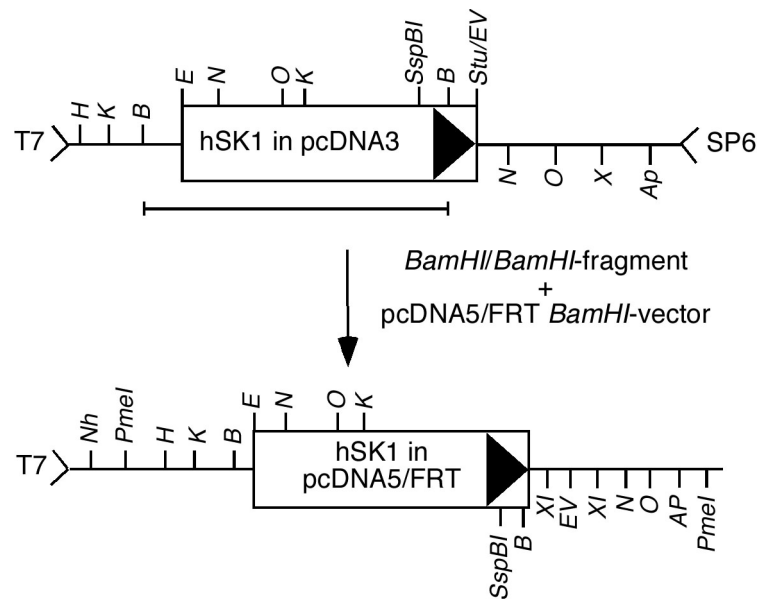 E N O K SspBI B Stu/EV
H K B
T7 hSK1 in pcDNA3 SP6
N O X Ap
BamHI/BamHI-fragment
+
pcDNA5/FRT BamHI-vector
E N O K
Nh PmeI H K B
T7 hSK1 in
pcDNA5/FRT
XI EV XI N O AP PmeI
SspBI B